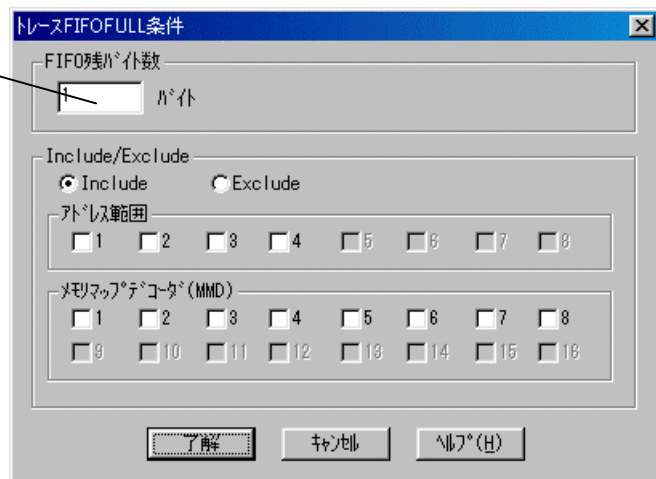 トレースFIFOFULL条件
FIFO残ﾊﾞｲﾄ数
1 ﾊﾞｲﾄ
Include/Exclude
Include Exclude
ｱﾄﾞﾚｽ範囲
1 2 3 4 5 6 7 8
ﾒﾓﾘﾏｯﾌﾟﾃﾞｺｰﾀﾞ(MMD)
1 2 3 4 5 6 7 8
9 10 11 12 13 14 15 16
了解 ｷｬﾝｾﾙ ﾍﾙﾌﾟ(H)